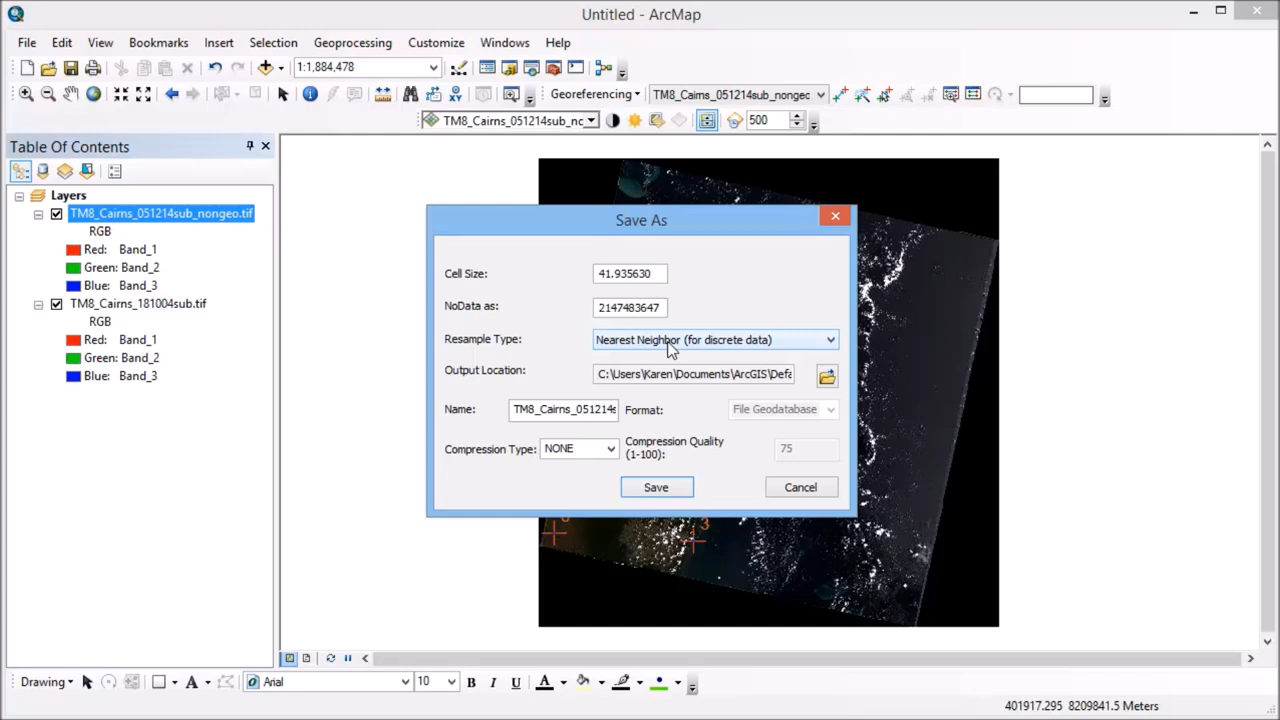 Untitled - ArcMap
File Edit View Bookmarks Insert Selection Geoprocessing Customize Windows Help
1:1,884,478
Georeferencing TM8_Cairns_051214sub_nongec
TM8_Cairns_051214sub_nc 500
Table Of Contents
Layers
TM8_Cairns_051214sub_nongeo.tif
RGB
Red: Band_1
Green: Band_2
Blue: Band_3
TM8_Cairns_181004sub.tif
RGB
Red: Band_1
Green: Band_2
Blue: Band_3
Save As
Cell Size: 41.935630
NoData as: 2147483647
Resample Type: Nearest Neighbor (for discrete data)
Output Location: C:\Users\Karen\Documents\ArcGIS\Defa
Name: TM8_Cairns_051214s Format: File Geodatabase
Compression Type: NONE Compression Quality (1-100): 75
Save Cancel
3
Drawing A Arial 10 B I U A
401917.295 8209841.5 Meters